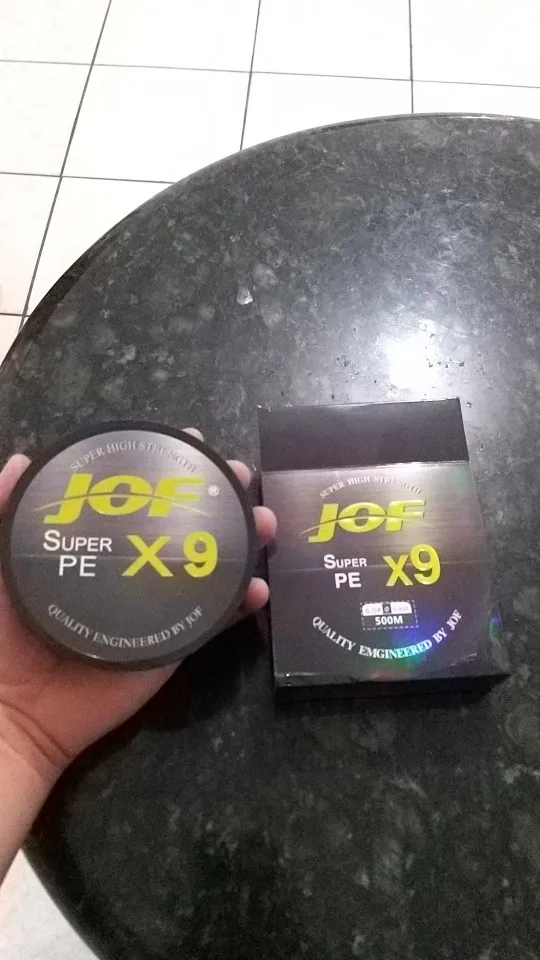 SUPER HIGH STRENGTH
JOF®
SUPER
PE
X9
QUALITY ENGINEERED BY JOF
SUPER HIGH STRENGTH
JOF
SUPER
PE
X9
500M
QUALITY EMGINEERED BY JOF